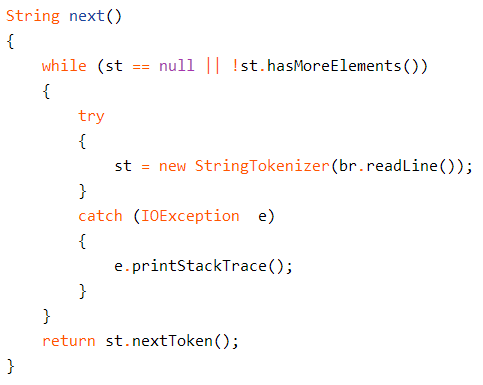 String next()
{
    while (st == null || !st.hasMoreElements())
    {
        try
        {
            st = new StringTokenizer(br.readLine());
        }
        catch (IOException  e)
        {
            e.printStackTrace();
        }
    }
    return st.nextToken();
}